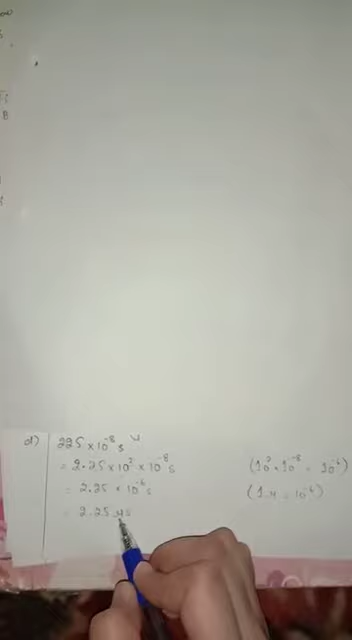 d) 225 × 10⁻⁸ s
= 2.25 × 10² × 10⁻⁸ s
(10² × 10⁻⁸ = 10⁻⁶)
= 2.25 × 10⁻⁶ s
(1 μ = 10⁻⁶)
= 2.25 μs